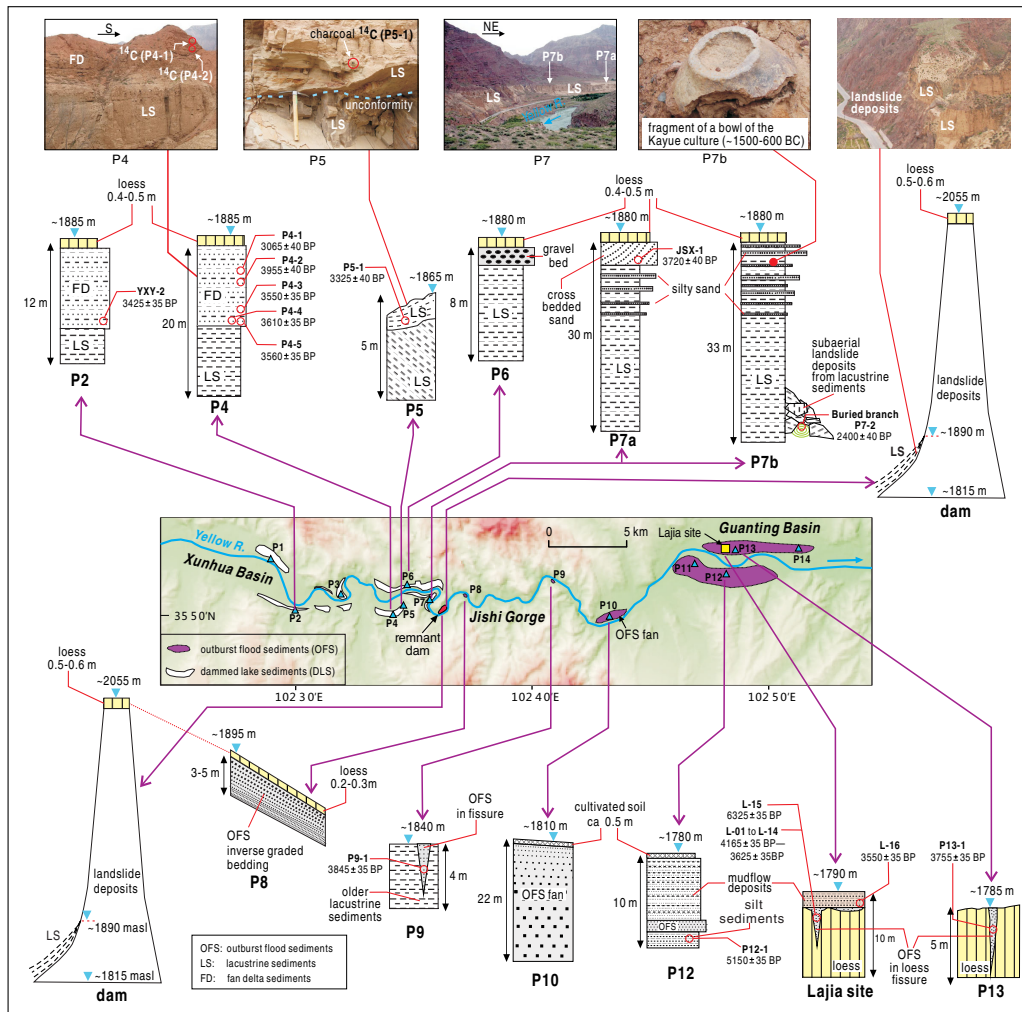 S
FD
14C (P4-1)
14C (P4-2)
LS
P4
charcoal 14C (P5-1)
LS
unconformity
LS
P5
NE
P7b
P7a
LS
LS
P7
fragment of a bowl of the
Kayue culture (~1500-600 BC)
P7b
landslide
deposits
LS
LS
loess
0.4-0.5 m
~1885 m
12 m
FD
LS
YXY-2
3425±35 BP
P2
~1885 m
20 m
FD
LS
P4-1
3065±40 BP
P4-2
3955±40 BP
P4-3
3550±35 BP
P4-4
3610±35 BP
P4-5
3560±35 BP
P4
P5-1
3325±40 BP
~1865 m
5 m
LS
LS
P5
loess
0.4-0.5 m
~1880 m
gravel
bed
8 m
LS
P6
~1880 m
JSX-1
3720±40 BP
cross
bedded
sand
silty sand
30 m
LS
P7a
~1880 m
33 m
LS
subaerial
landslide
deposits
from lacustrine
sediments
Buried branch
P7-2
2400±40 BP
P7b
loess
0.5-0.6 m
~2055 m
landslide
deposits
LS
~1890 m
~1815 m
dam
Yellow R.
Xunhua Basin
P1
P2
P3
P4
P5
P6
P7
P8
P9
P10
P11
P12
P13
P14
0 5 km
Lajia site
Guanting Basin
35 50'N
remnant
dam
Jishi Gorge
OFS fan
outburst flood sediments (OFS)
dammed lake sediments (DLS)
102 30'E
102 40'E
102 50'E
loess
0.5-0.6 m
~2055 m
landslide
deposits
LS
~1890 masl
~1815 masl
dam
~1895 m
3-5 m
loess
0.2-0.3m
OFS
inverse graded
bedding
P8
OFS: outburst flood sediments
LS: lacustrine sediments
FD: fan delta sediments
~1840 m
OFS
in fissure
P9-1
3845±35 BP
4 m
older
lacustrine
sediments
P9
~1810 m
22 m
OFS fan
P10
cultivated soil
ca 0.5 m
~1780 m
10 m
mudflow
deposits
silt
sediments
OFS
P12-1
5150±35 BP
P12
L-15
6325±35 BP
L-01 to L-14
4165±35 BP—
3625±35 BP
L-16
3550±35 BP
~1790 m
10 m
loess
OFS
in loess
fissure
Lajia site
P13-1
3755±35 BP
~1785 m
5 m
loess
P13